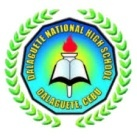 DALAGUETE NATIONAL HIGH SCHOOL
DALAGUETE, CEBU